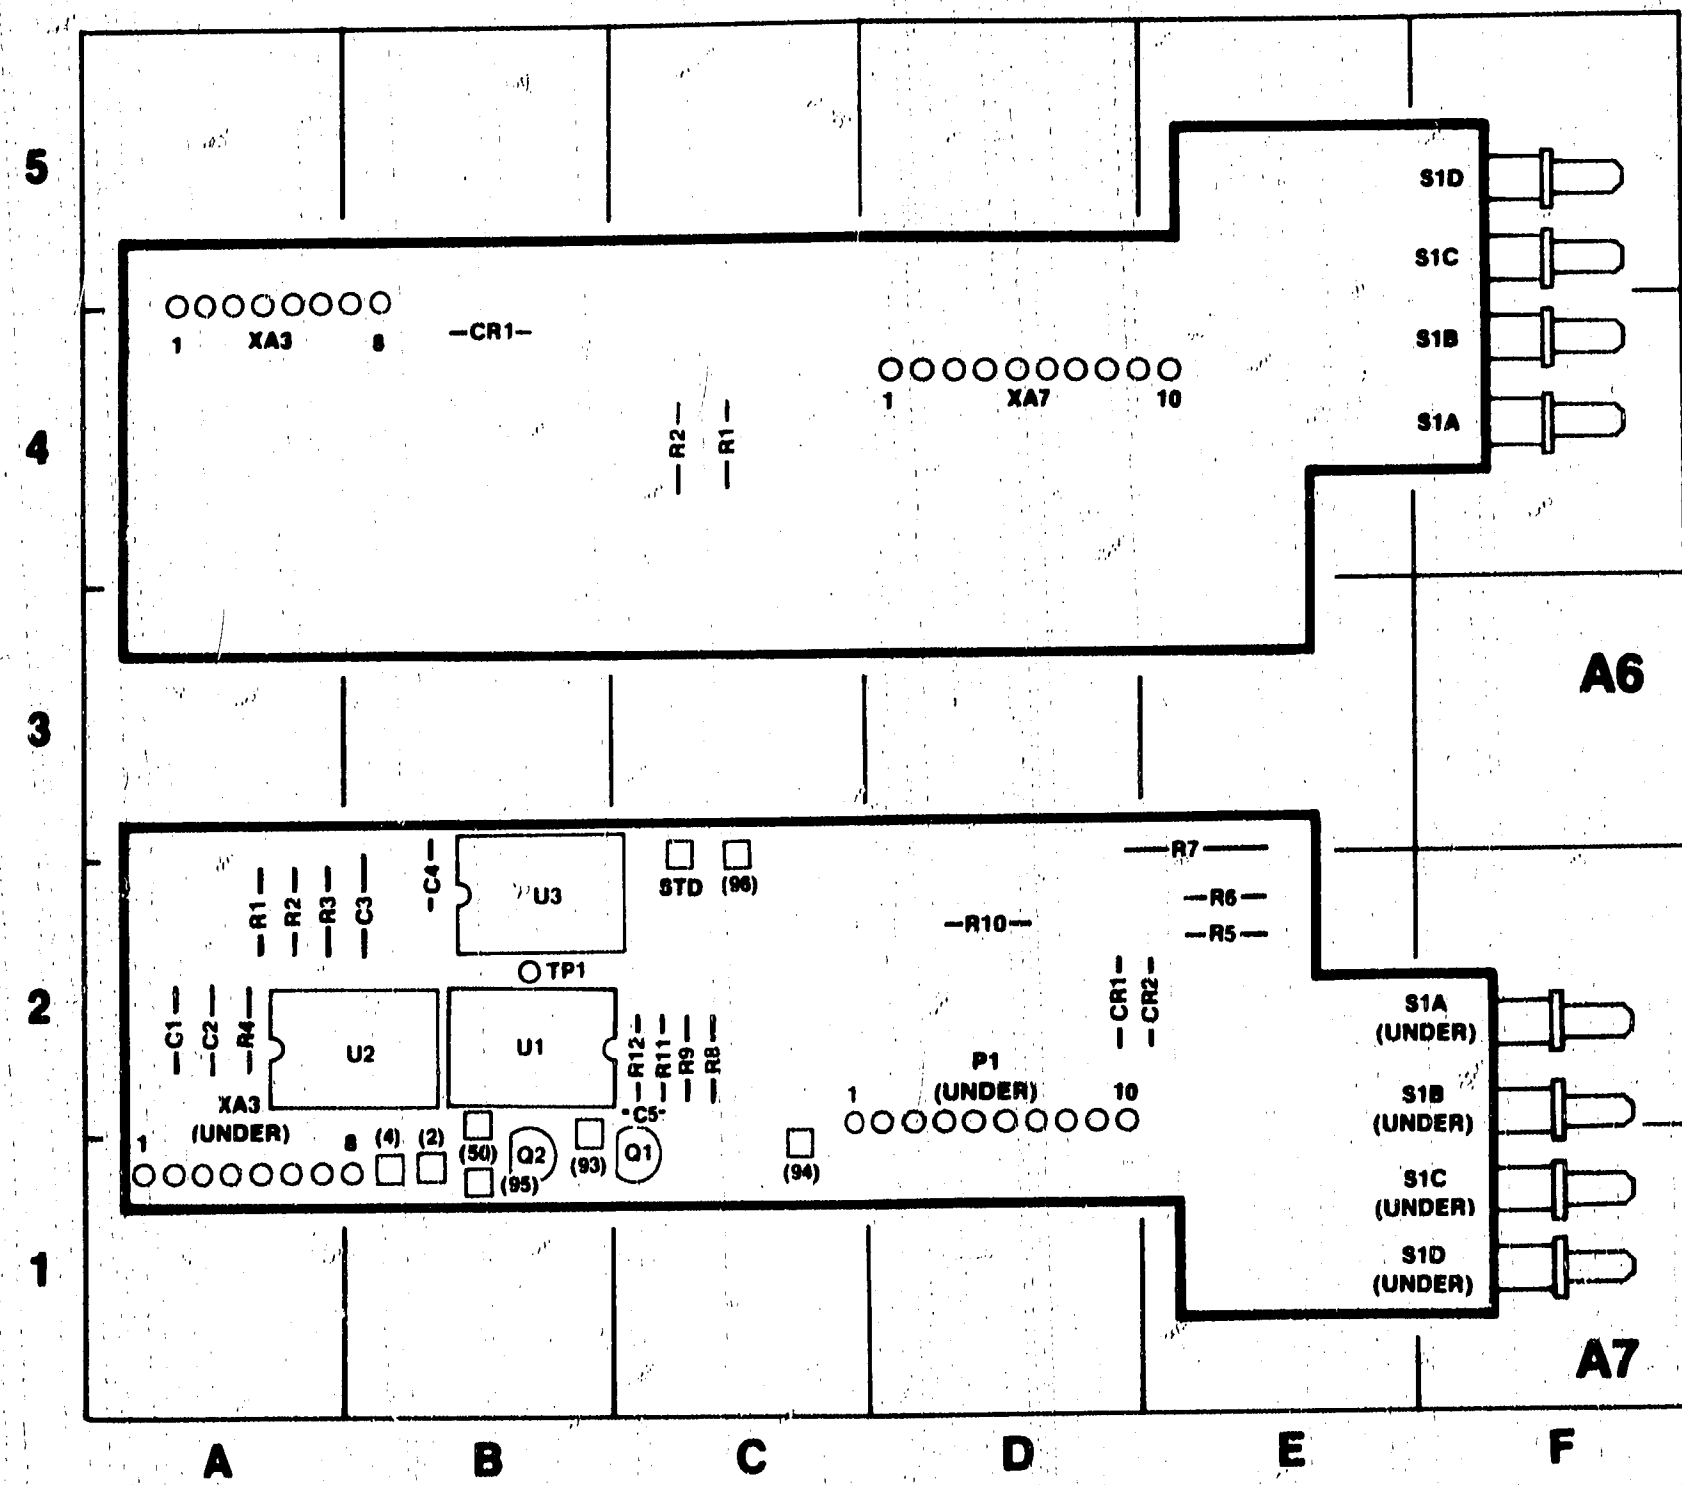 5
S1D
S1C
1 XA3 8
-CR1-
S1B
1 XA7 10
S1A
4
R2
R1
A6
3
R7
C4
U3
STD (96)
R1
R2
R3
C3
R6
R10
R5
TP1
CR1
CR2
2
S1A
(UNDER)
C1
C2
R4
U2
U1
R12
R11
R9
R8
P1
(UNDER)
1 10
S1B
(UNDER)
XA3
(UNDER)
1 8
(4) (2)
(50)
Q2
(93)
C5
Q1
(94)
(95)
S1C
(UNDER)
S1D
(UNDER)
1
A7
A B C D E F